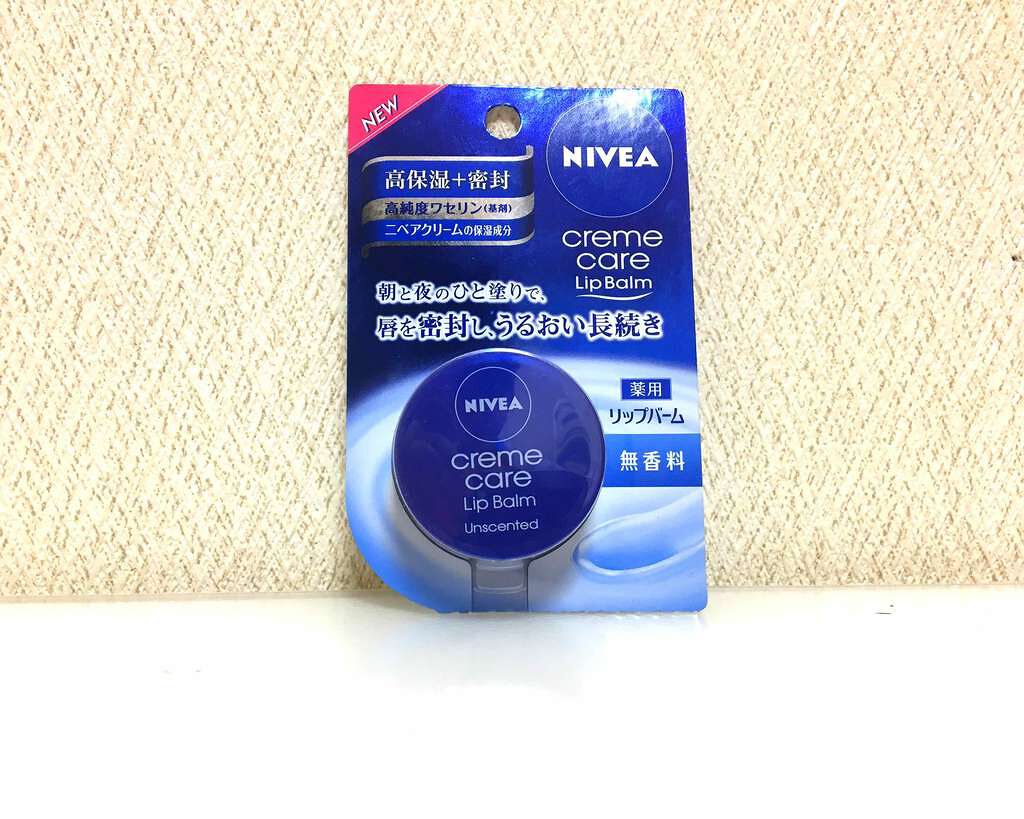 NEW
高保湿+密封
高純度ワセリン(基剤)
ニベアクリームの保湿成分
NIVEA
creme
care
Lip Balm
朝と夜のひと塗りで、
唇を密封し、うるおい長続き
NIVEA
creme
care
Lip Balm
Unscented
薬用
リップバーム
無香料